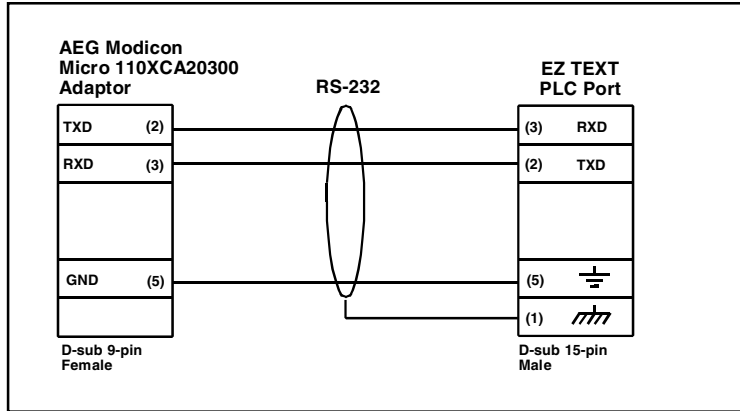 AEG Modicon
Micro 110XCA20300
Adaptor
RS-232
EZ TEXT
PLC Port
TXD (2)
(3) RXD
RXD (3)
(2) TXD
GND (5)
(5)
(1)
D-sub 9-pin
Female
D-sub 15-pin
Male